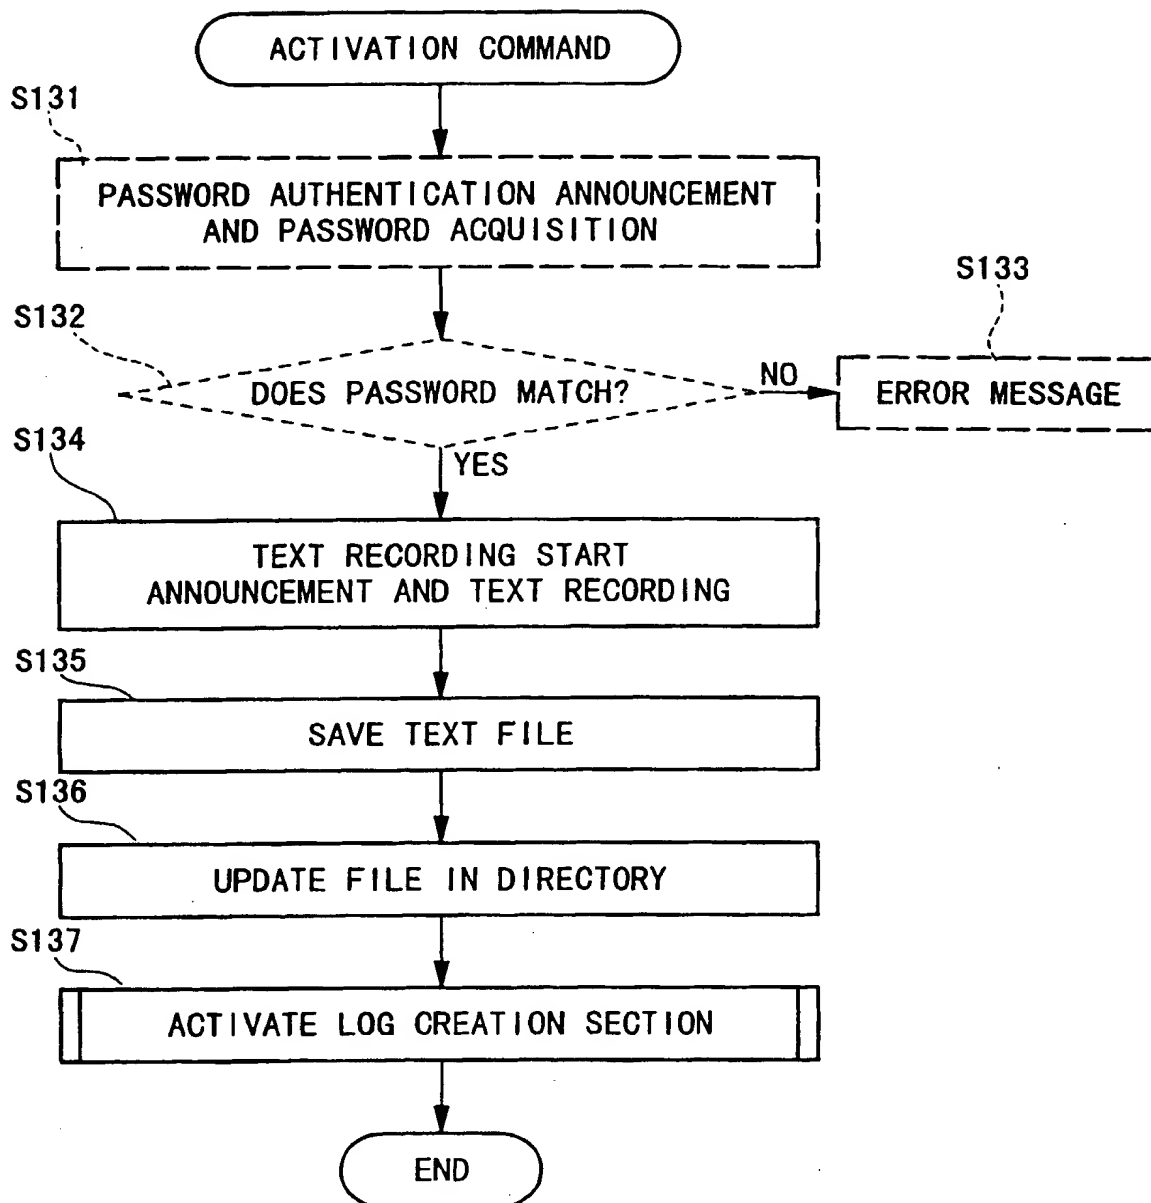 ACTIVATION COMMAND
S131
PASSWORD AUTHENTICATION ANNOUNCEMENT
AND PASSWORD ACQUISITION
S132
DOES PASSWORD MATCH?
NO
S133
ERROR MESSAGE
YES
S134
TEXT RECORDING START
ANNOUNCEMENT AND TEXT RECORDING
S135
SAVE TEXT FILE
S136
UPDATE FILE IN DIRECTORY
S137
ACTIVATE LOG CREATION SECTION
END